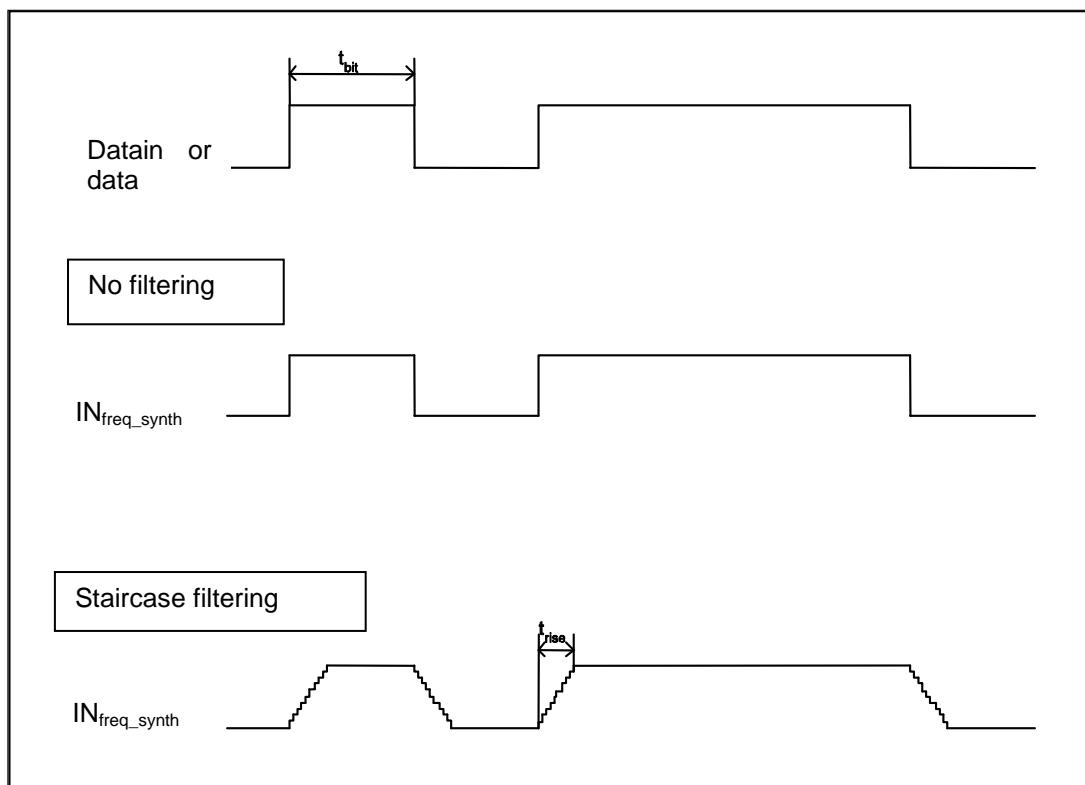 t_bit
Datain or
data
No filtering
IN_freq_synth
Staircase filtering
t_rise
IN_freq_synth